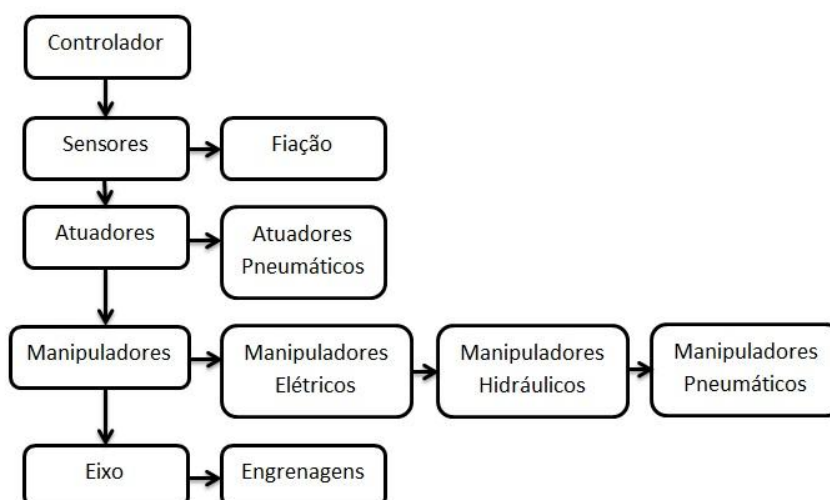 Controlador
Sensores
Fiação
Atuadores
Atuadores
Pneumáticos
Manipuladores
Manipuladores
Elétricos
Manipuladores
Hidráulicos
Manipuladores
Pneumáticos
Eixo
Engrenagens